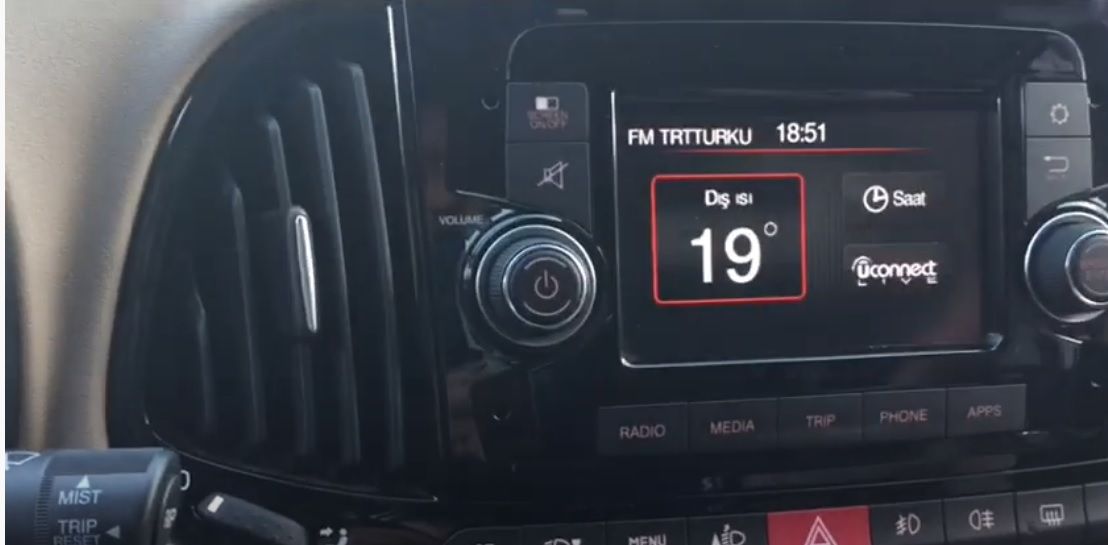 SCREEN
ON/OFF
FM TRTTURKU 18:51
Dış ısı
19°
Saat
üconnect
LIVE
VOLUME
RADIO MEDIA TRIP PHONE APPS
MIST
TRIP
RESET
MENU